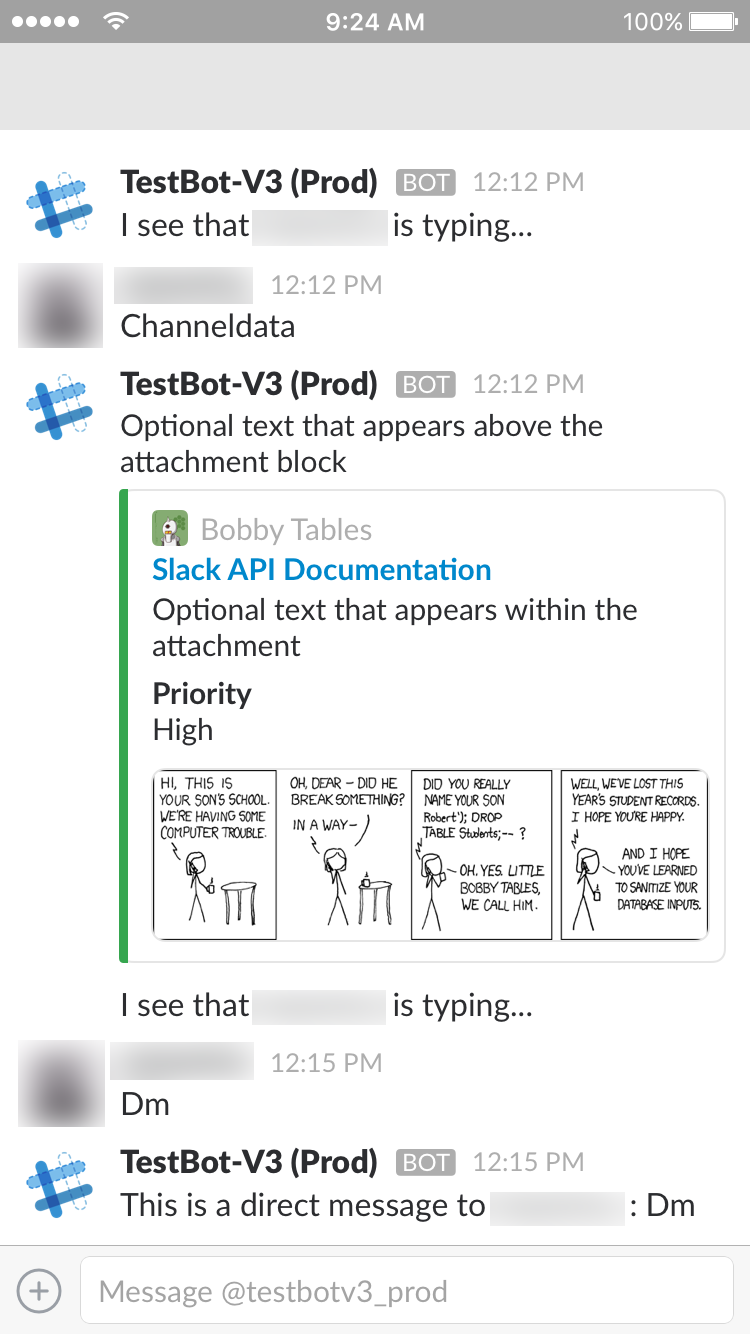 9:24 AM 100%
TestBot-V3 (Prod) BOT 12:12 PM
I see that is typing...
12:12 PM
Channeldata
TestBot-V3 (Prod) BOT 12:12 PM
Optional text that appears above the
attachment block
Bobby Tables
Slack API Documentation
Optional text that appears within the
attachment
Priority
High
HI, THIS IS
YOUR SON'S SCHOOL.
WE'RE HAVING SOME
COMPUTER TROUBLE.
OH, DEAR – DID HE
BREAK SOMETHING?
IN A WAY–
DID YOU REALLY
NAME YOUR SON
Robert'); DROP
TABLE Students;-- ?
OH. YES. LITTLE
BOBBY TABLES,
WE CALL HIM.
WELL, WE'VE LOST THIS
YEAR'S STUDENT RECORDS.
I HOPE YOU'RE HAPPY.
AND I HOPE
YOU'VE LEARNED
TO SANITIZE YOUR
DATABASE INPUTS.
I see that is typing...
12:15 PM
Dm
TestBot-V3 (Prod) BOT 12:15 PM
This is a direct message to : Dm
Message @testbotv3_prod